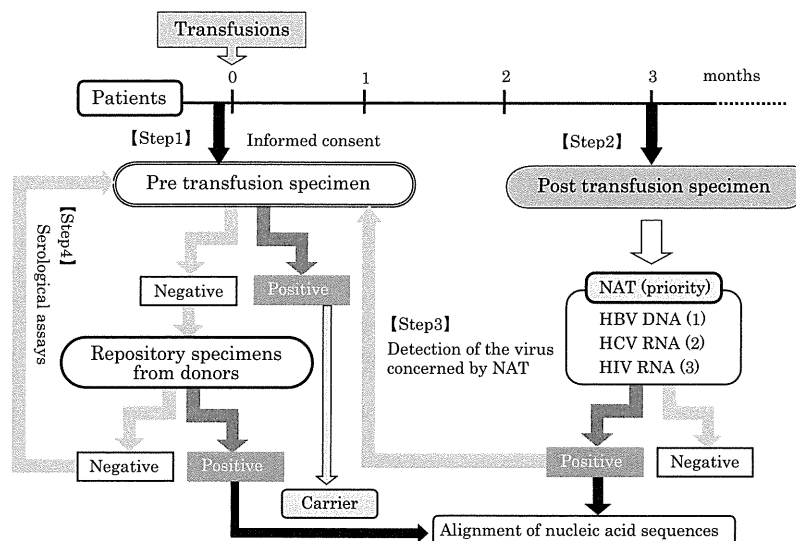 Transfusions
0
1
2
3
months
Patients
【Step1】
Informed consent
【Step2】
Pre transfusion specimen
Post transfusion specimen
【Step4】
Serological assays
Negative
Positive
NAT (priority)
HBV DNA (1)
HCV RNA (2)
HIV RNA (3)
【Step3】
Detection of the virus
concerned by NAT
Repository specimens
from donors
Negative
Positive
Positive
Negative
Carrier
Alignment of nucleic acid sequences